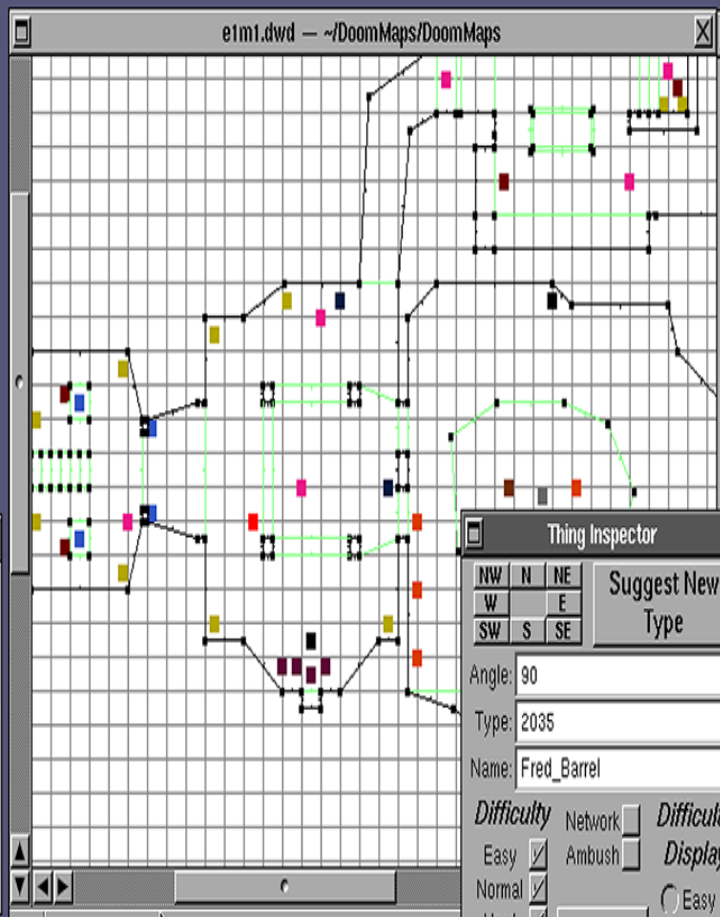 e1m1.dwd — ~/DoomMaps/DoomMaps
Thing Inspector
NW N NE
W E
SW S SE
Suggest New
Type
Angle: 90
Type: 2035
Name: Fred_Barrel
Difficulty
Network
Easy
Ambush
Normal
Display
Easy